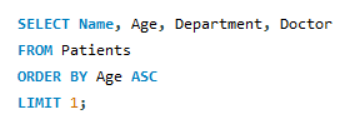 SELECT Name, Age, Department, Doctor
FROM Patients
ORDER BY Age ASC
LIMIT 1;